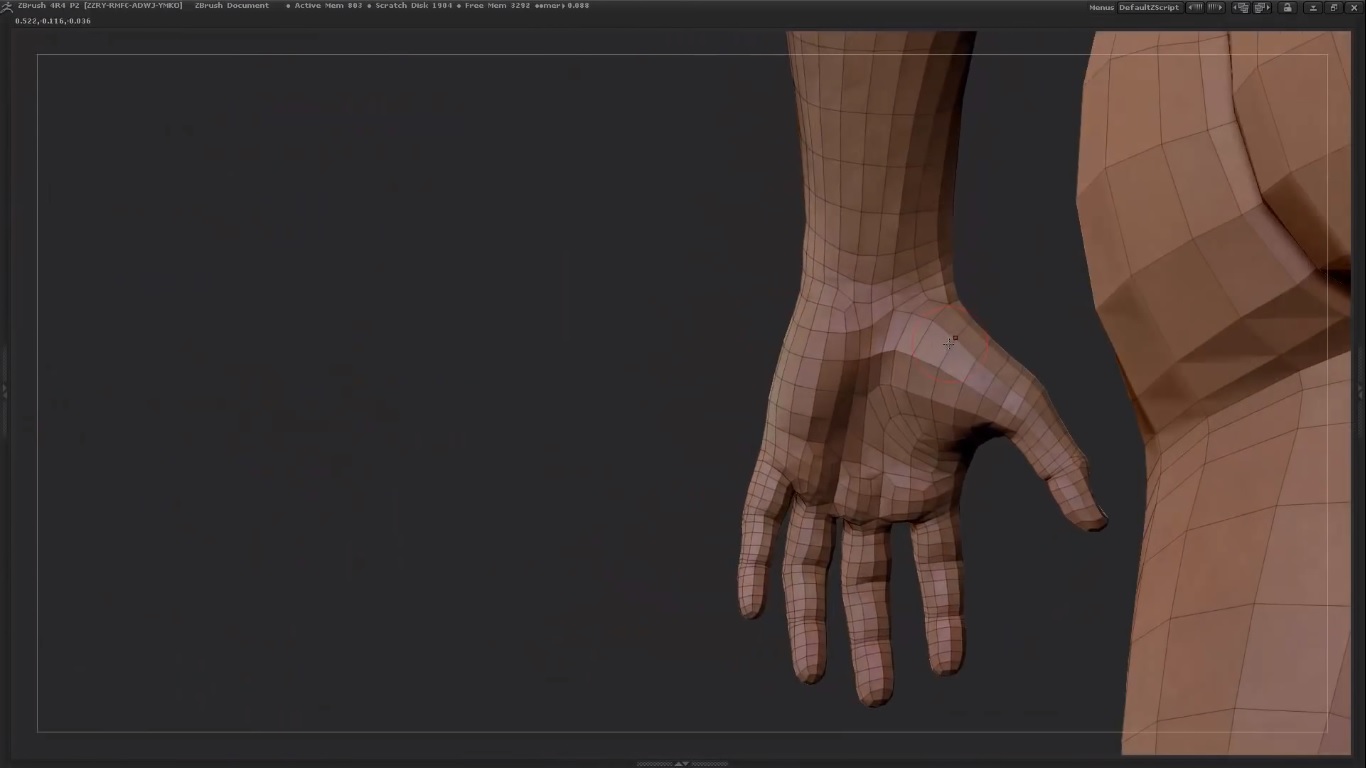 ZBrush 4R4 P2 [ZZRY-RMFC-ADWJ-YMKO] ZBrush Document ● Active Mem 803 ● Scratch Disk 1904 ● Free Mem 3292 0.088 Menus DefaultZScript
0.522,-0.116,-0.036